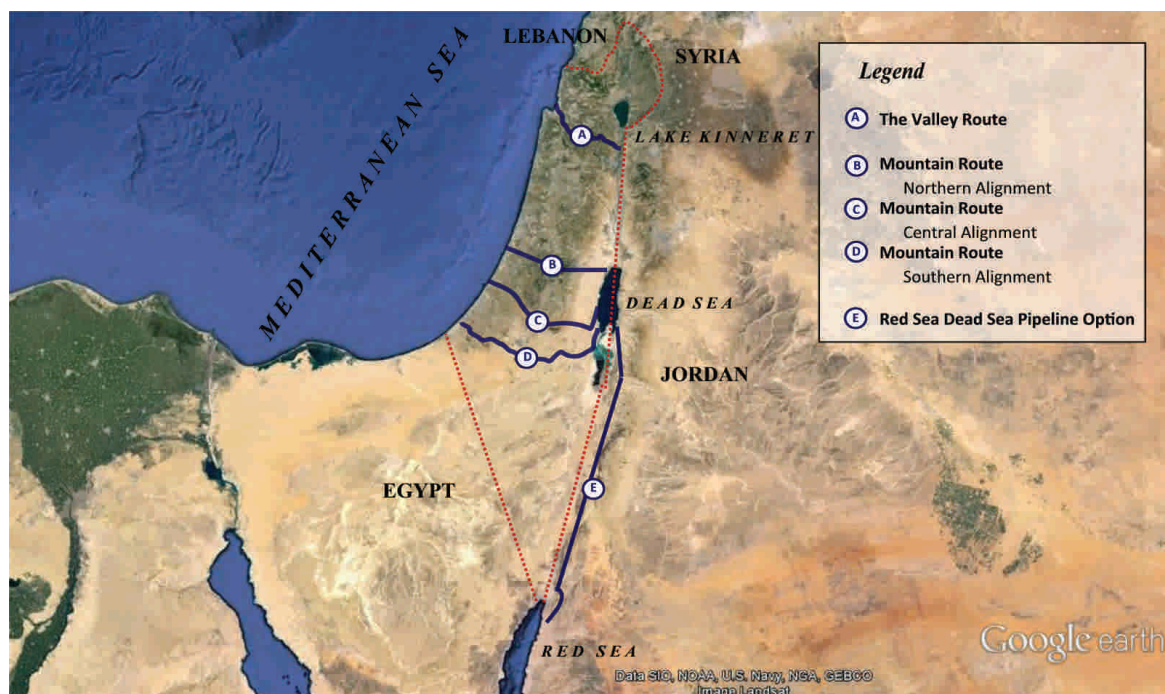 LEBANON
SYRIA
MEDITERRANEAN SEA
LAKE KINNERET
DEAD SEA
JORDAN
EGYPT
RED SEA
A
B
C
D
E
Legend
A The Valley Route
B Mountain Route
Northern Alignment
C Mountain Route
Central Alignment
D Mountain Route
Southern Alignment
E Red Sea Dead Sea Pipeline Option
Google earth
Data SIO, NOAA, U.S. Navy, NGA, GEBCO
Image Landsat